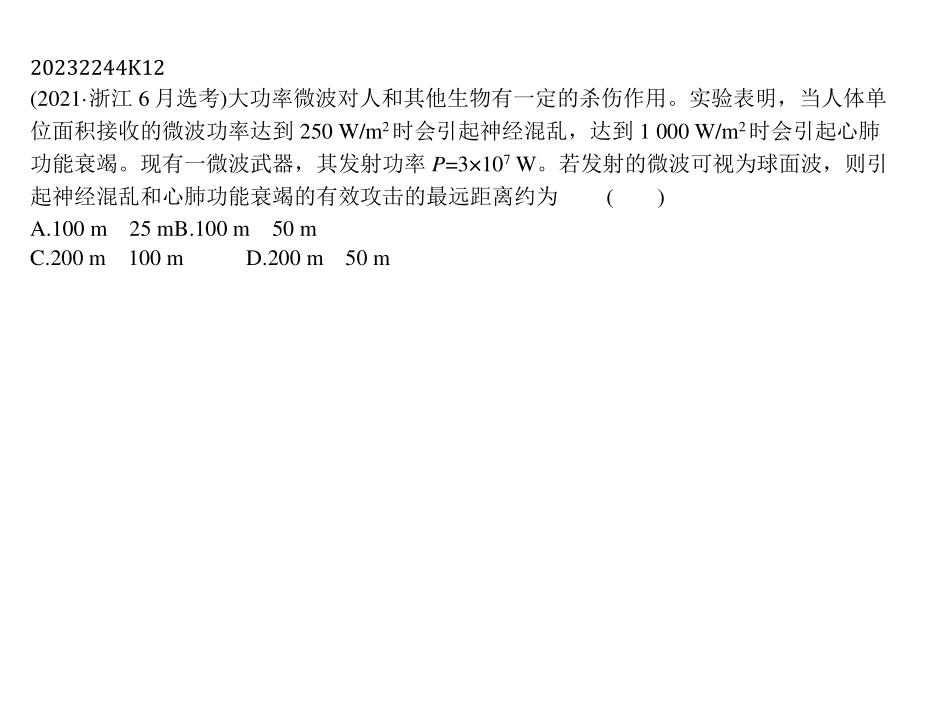 20232244K12
(2021·浙江 6 月选考)大功率微波对人和其他生物有一定的杀伤作用。实验表明，当人体单
位面积接收的微波功率达到 250 W/m²时会引起神经混乱，达到 1 000 W/m²时会引起心肺
功能衰竭。现有一微波武器，其发射功率 P=3×10⁷ W。若发射的微波可视为球面波，则引
起神经混乱和心肺功能衰竭的有效攻击的最远距离约为　　(　　)
A.100 m　25 mB.100 m　50 m
C.200 m　100 m　　　D.200 m　50 m